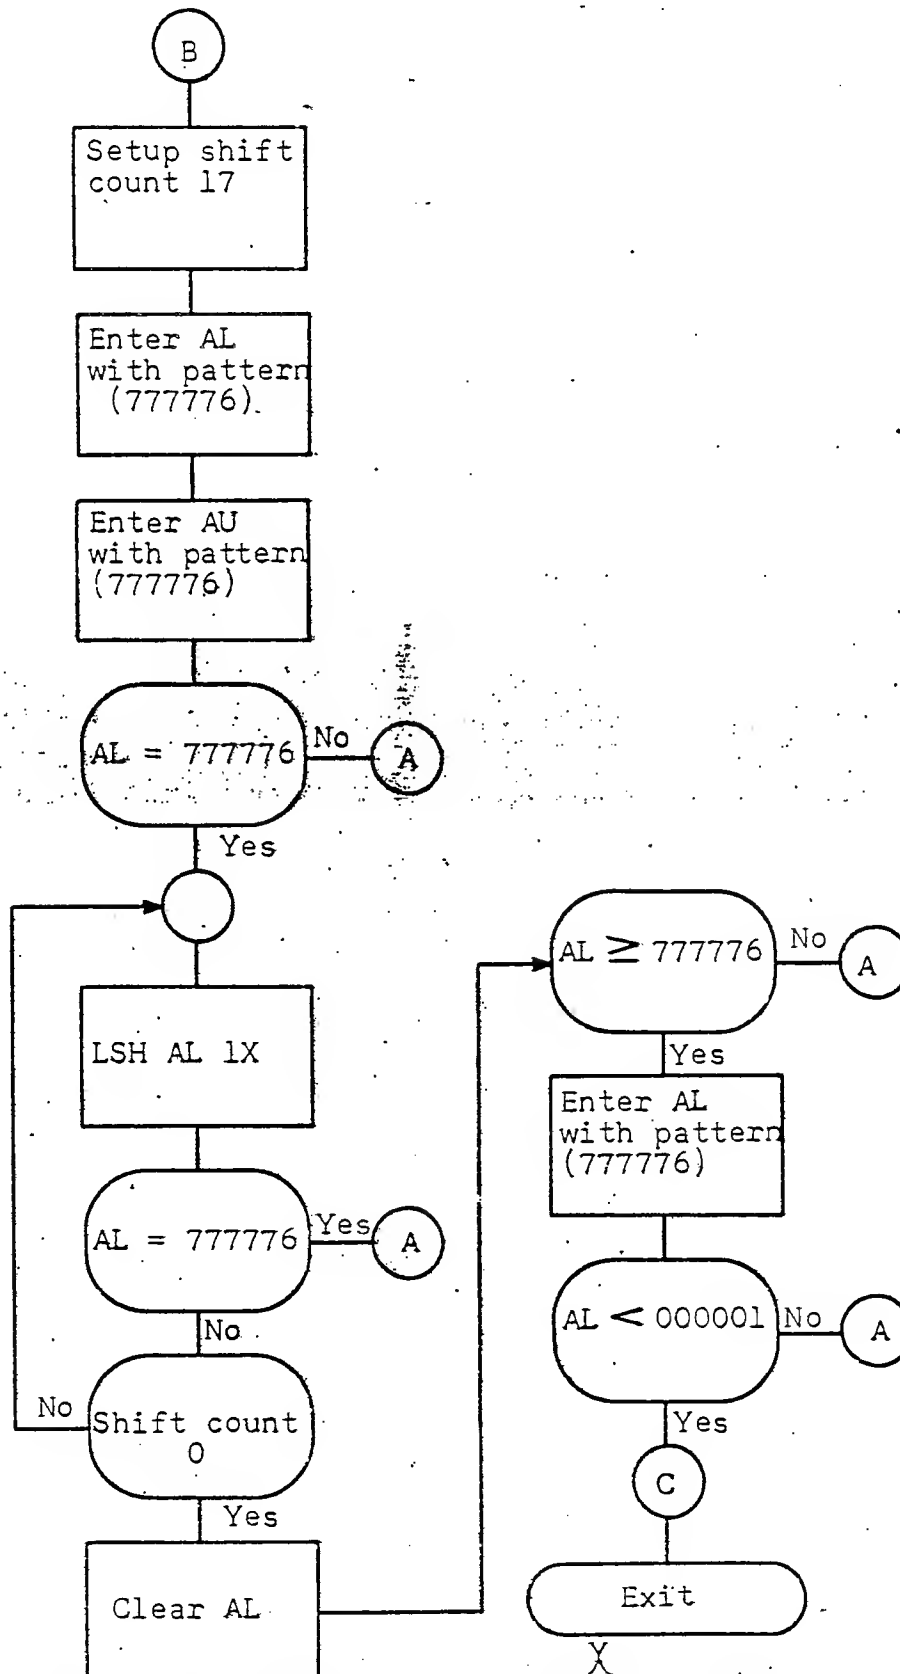 B
Setup shift
count 17
Enter AL
with pattern
(777776)
Enter AU
with pattern
(777776)
AL = 777776
No
A
Yes
LSH AL 1X
AL = 777776
Yes
A
No
Shift count
0
No
Yes
Clear AL
AL ≥ 777776
No
A
Yes
Enter AL
with pattern
(777776)
AL < 000001
No
A
Yes
C
Exit